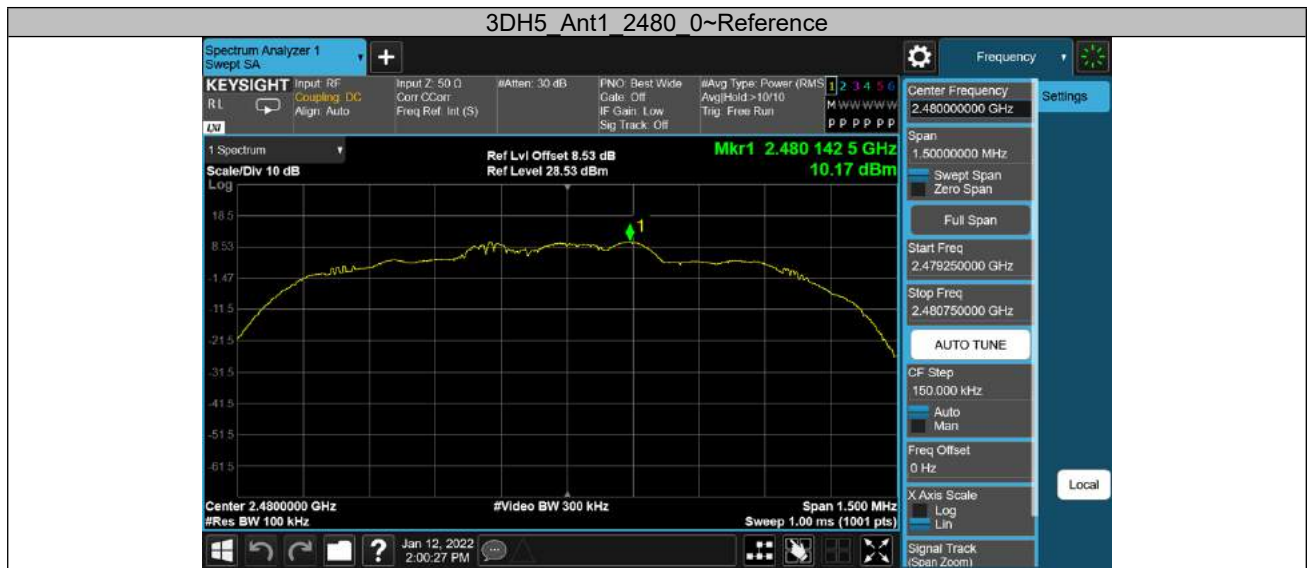 3DH5_Ant1_2480_0~Reference
Spectrum Analyzer 1
Swept SA
+
Frequency
KEYSIGHT
RL
LXI
Input: RF
Coupling: DC
Align: Auto
Input Z: 50 Ω
Corr CCorr
Freq Ref: Int (S)
#Atten: 30 dB
PNO: Best Wide
Gate: Off
IF Gain: Low
Sig Track: Off
#Avg Type: Power (RMS
Avg|Hold:>10/10
Trig: Free Run
1 2 3 4 5 6
M W W W W W
P P P P P P
1 Spectrum
Scale/Div 10 dB
Log
Ref Lvl Offset 8.53 dB
Ref Level 28.53 dBm
Mkr1 2.480 142 5 GHz
10.17 dBm
18.5
8.53
-1.47
-11.5
-21.5
-31.5
-41.5
-51.5
-61.5
1
Center 2.4800000 GHz
#Res BW 100 kHz
#Video BW 300 kHz
Span 1.500 MHz
Sweep 1.00 ms (1001 pts)
Center Frequency
2.480000000 GHz
Settings
Span
1.50000000 MHz
Swept Span
Zero Span
Full Span
Start Freq
2.479250000 GHz
Stop Freq
2.480750000 GHz
AUTO TUNE
CF Step
150.000 kHz
Auto
Man
Freq Offset
0 Hz
X Axis Scale
Log
Lin
Local
Signal Track
(Span Zoom)
?
Jan 12, 2022
2:00:27 PM